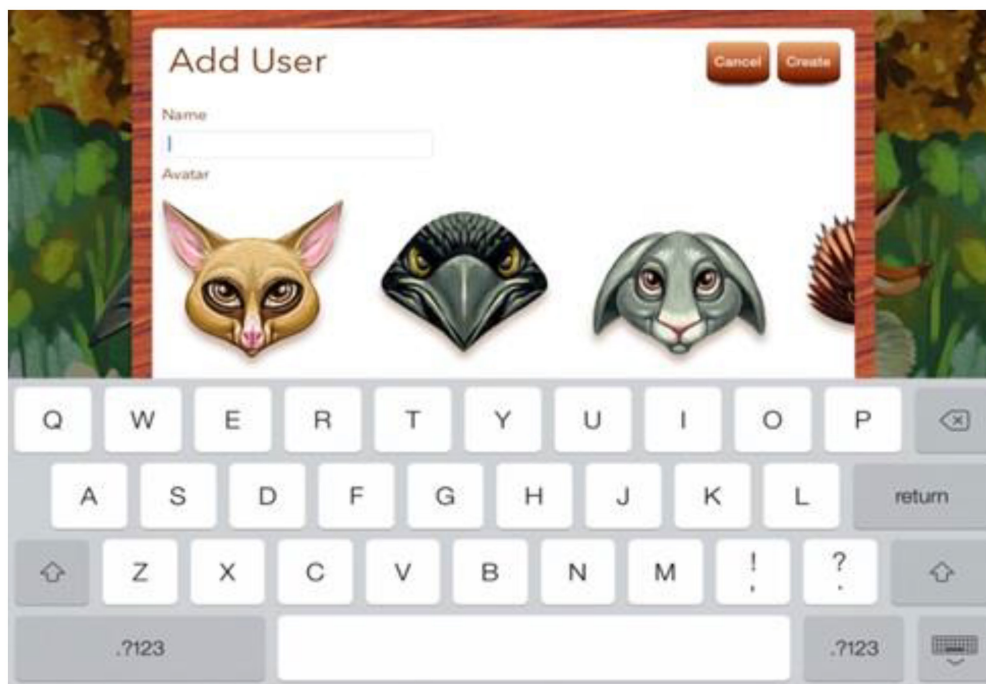 Add User
Cancel Create
Name
Avatar
Q W E R T Y U I O P
A S D F G H J K L return
Z X C V B N M ! , ? .
.?123 .?123